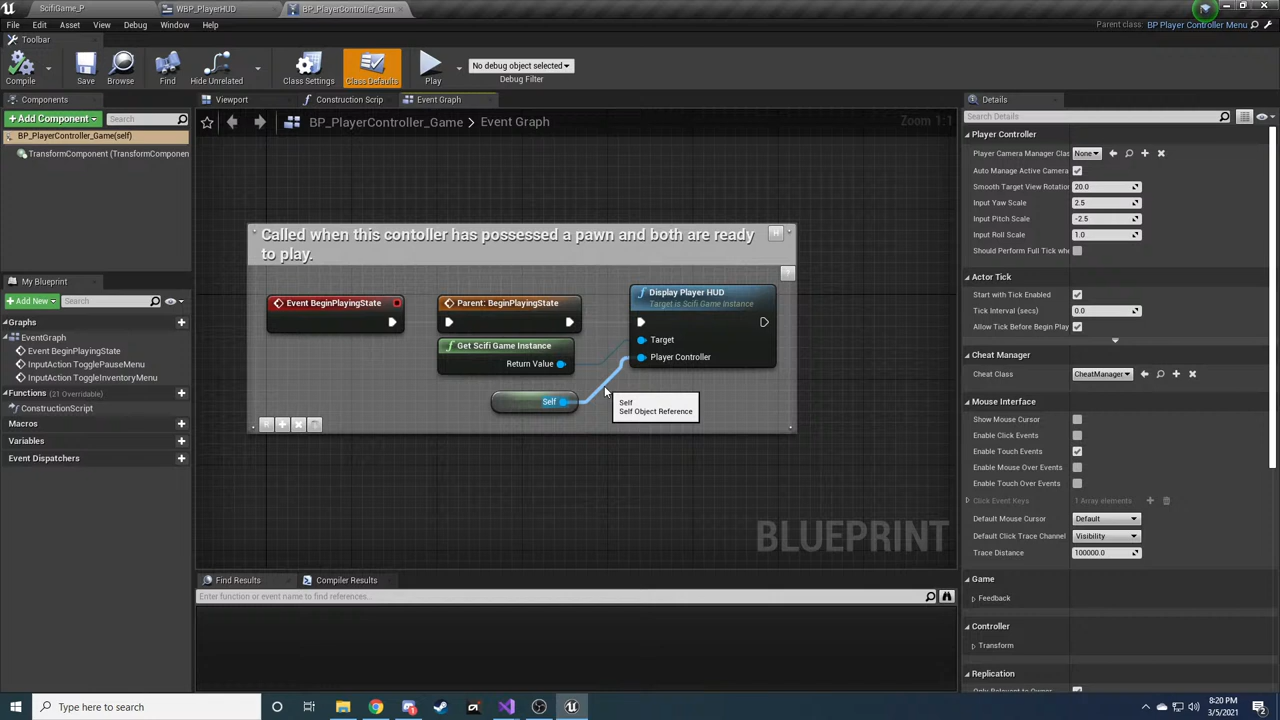 ScifiGame_P
WBP_PlayerHUD
BP_PlayerController_Gam
File Edit Asset View Debug Window Help
Parent class: BP Player Controller Menu
Toolbar
Compile
Save
Browse
Find
Hide Unrelated
Class Settings
Class Defaults
Play
No debug object selected
Debug Filter
Components
+ Add Component
Search
BP_PlayerController_Game(self)
TransformComponent (TransformComponen
My Blueprint
+ Add New
Search
Graphs
EventGraph
Event BeginPlayingState
InputAction TogglePauseMenu
InputAction ToggleInventoryMenu
Functions (21 Overridable)
ConstructionScript
Macros
Variables
Event Dispatchers
Viewport
Construction Scrip
Event Graph
BP_PlayerController_Game > Event Graph
Zoom 1:1
Called when this contoller has possessed a pawn and both are ready
to play.
Event BeginPlayingState
Parent: BeginPlayingState
Get Scifi Game Instance
Return Value
Self
Display Player HUD
Target is Scifi Game Instance
Target
Player Controller
Self
Self Object Reference
BLUEPRINT
Find Results
Compiler Results
Enter function or event name to find references...
Details
Search Details
Player Controller
Player Camera Manager Clas None
Auto Manage Active Camera
Smooth Target View Rotation 20.0
Input Yaw Scale 2.5
Input Pitch Scale -2.5
Input Roll Scale 1.0
Should Perform Full Tick whe
Actor Tick
Start with Tick Enabled
Tick Interval (secs) 0.0
Allow Tick Before Begin Play
Cheat Manager
Cheat Class CheatManager
Mouse Interface
Show Mouse Cursor
Enable Click Events
Enable Touch Events
Enable Mouse Over Events
Enable Touch Over Events
Click Event Keys 1 Array elements
Default Mouse Cursor Default
Default Click Trace Channel Visibility
Trace Distance 100000.0
Game
Feedback
Controller
Transform
Replication
Only Relevant to Owner
Type here to search
8:20 PM
3/5/2021